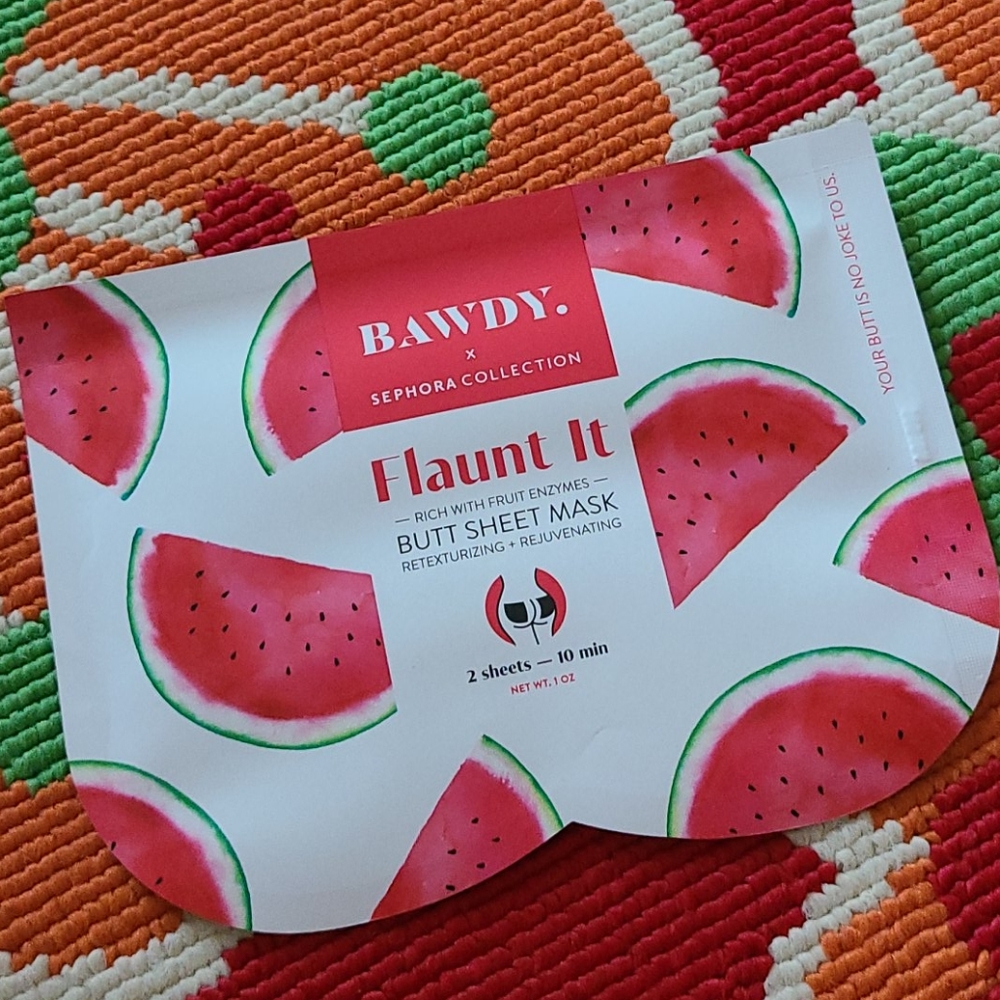 BAWDY.
x
SEPHORA COLLECTION
Flaunt It
— RICH WITH FRUIT ENZYMES —
BUTT SHEET MASK
RETEXTURIZING + REJUVENATING
2 sheets — 10 min
NET WT. 1 OZ
YOUR BUTT IS NO JOKE TO US.